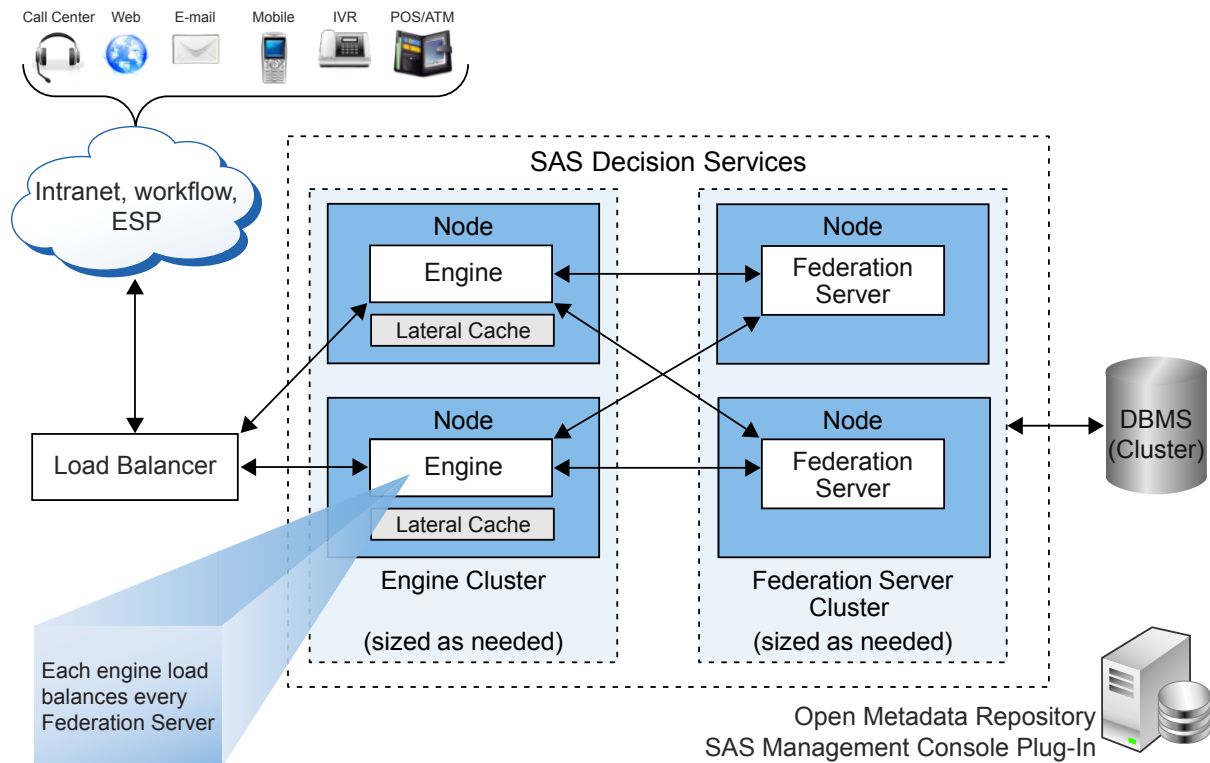 Call Center
Web
E-mail
Mobile
IVR
POS/ATM
Intranet, workflow,
ESP
Load Balancer
SAS Decision Services
Node
Engine
Lateral Cache
Node
Engine
Lateral Cache
Engine Cluster
(sized as needed)
Node
Federation
Server
Node
Federation
Server
Federation Server
Cluster
(sized as needed)
DBMS
(Cluster)
Each engine load
balances every
Federation Server
Open Metadata Repository
SAS Management Console Plug-In